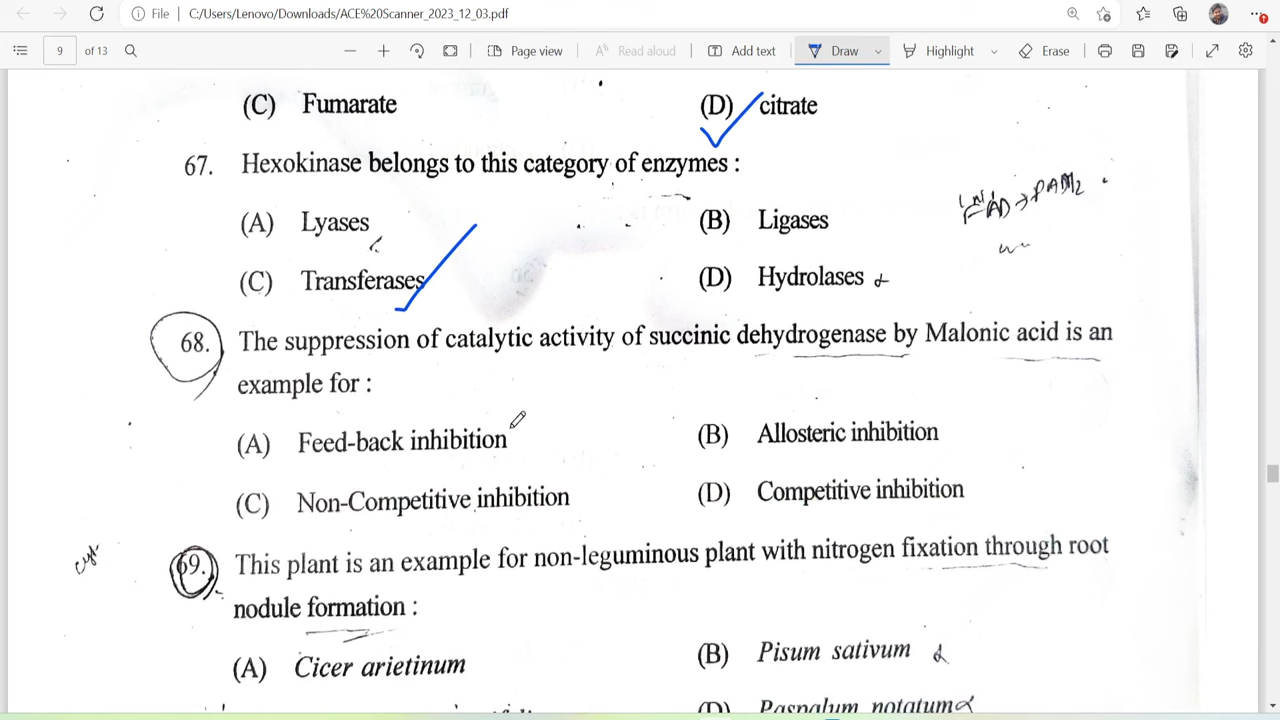 File C:/Users/Lenovo/Downloads/ACE%20Scanner_2023_12_03.pdf
9 of 13 Page view Read aloud Add text Draw Highlight Erase
(C) Fumarate (D) citrate
67. Hexokinase belongs to this category of enzymes :
(A) Lyases (B) Ligases
(C) Transferases (D) Hydrolases
68. The suppression of catalytic activity of succinic dehydrogenase by Malonic acid is an
example for :
(A) Feed-back inhibition (B) Allosteric inhibition
(C) Non-Competitive inhibition (D) Competitive inhibition
69. This plant is an example for non-leguminous plant with nitrogen fixation through root
nodule formation :
(A) Cicer arietinum (B) Pisum sativum
(D) Paspalum notatum